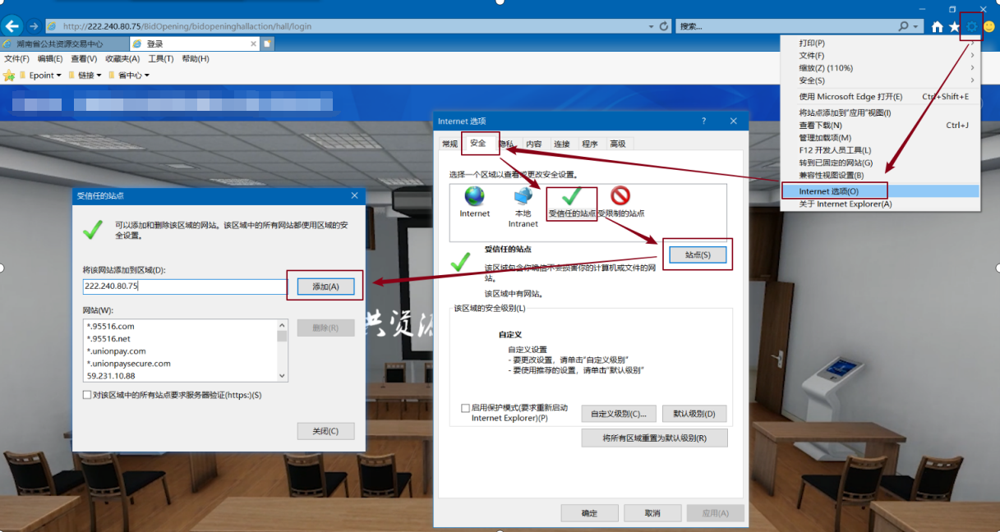 http://222.240.80.75/BidOpening/bidopeninghallaction/hall/login
搜索...
湖南省公共资源交易中心
登录
文件(F) 编辑(E) 查看(V) 收藏夹(A) 工具(T) 帮助(H)
Epoint 链接 省中心
打印(P)
文件(F)
缩放(Z) (110%)
安全(S)
使用 Microsoft Edge 打开(E) Ctrl+Shift+E
将站点添加到"应用"视图(I)
查看下载(N) Ctrl+J
管理加载项(M)
F12 开发人员工具(L)
转到已固定的网站(G)
兼容性视图设置(B)
Internet 选项(O)
关于 Internet Explorer(A)
Internet 选项
常规 安全 隐私 内容 连接 程序 高级
选择一个区域以查看或更改安全设置。
Internet
本地
Intranet
受信任的站点
受限制的站点
受信任的站点
站点(S)
该区域包含你确信不会损害你的计算机或文件的网
站。
该区域中有网站。
该区域的安全级别(L)
自定义
自定义设置
- 要更改设置，请单击"自定义级别"
- 要使用推荐的设置，请单击"默认级别"
启用保护模式(要求重新启动
Internet Explorer)(P)
自定义级别(C)...
默认级别(D)
将所有区域重置为默认级别(R)
确定 取消 应用(A)
受信任的站点
可以添加和删除该区域的网站。该区域中的所有网站都使用区域的安
全设置。
将该网站添加到区域(D):
222.240.80.75
添加(A)
网站(W):
*.95516.com
*.95516.net
*.unionpay.com
*.unionpaysecure.com
59.231.10.88
删除(R)
对该区域中的所有站点要求服务器验证(https:)(S)
关闭(C)
共资源